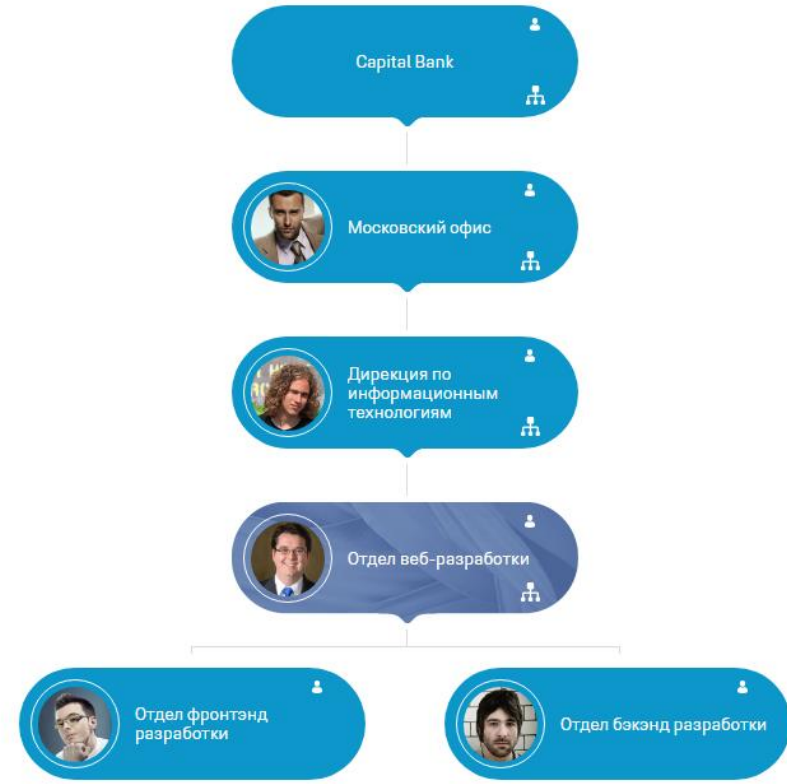 Capital Bank
Московский офис
Дирекция по
информационным
технологиям
Отдел веб-разработки
Отдел фронтэнд
разработки
Отдел бэкэнд разработки